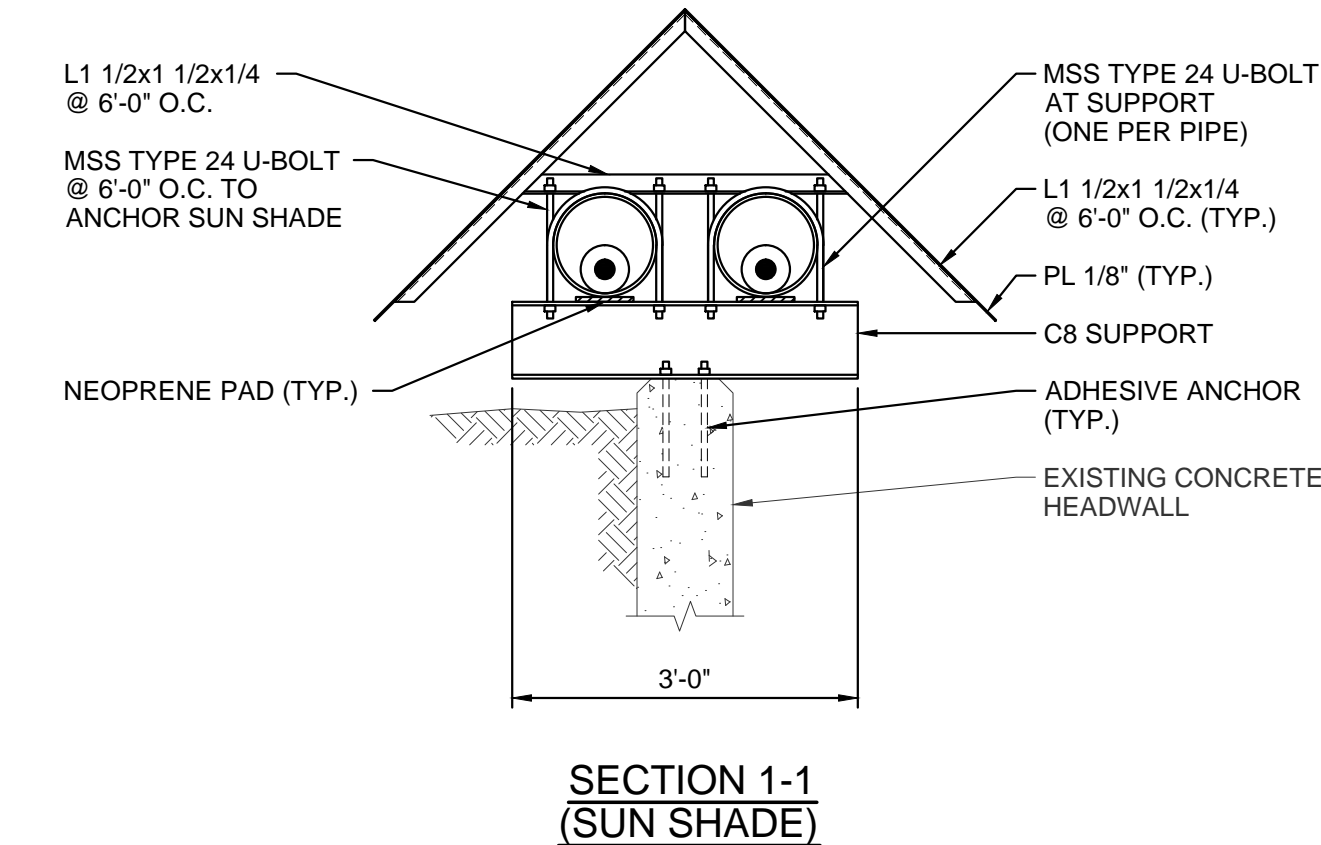 L1 1/2x1 1/2x1/4
@ 6'-0" O.C.
MSS TYPE 24 U-BOLT
@ 6'-0" O.C. TO
ANCHOR SUN SHADE
NEOPRENE PAD (TYP.)
MSS TYPE 24 U-BOLT
AT SUPPORT
(ONE PER PIPE)
L1 1/2x1 1/2x1/4
@ 6'-0" O.C. (TYP.)
PL 1/8" (TYP.)
C8 SUPPORT
ADHESIVE ANCHOR
(TYP.)
EXISTING CONCRETE
HEADWALL
3'-0"
SECTION 1-1
(SUN SHADE)